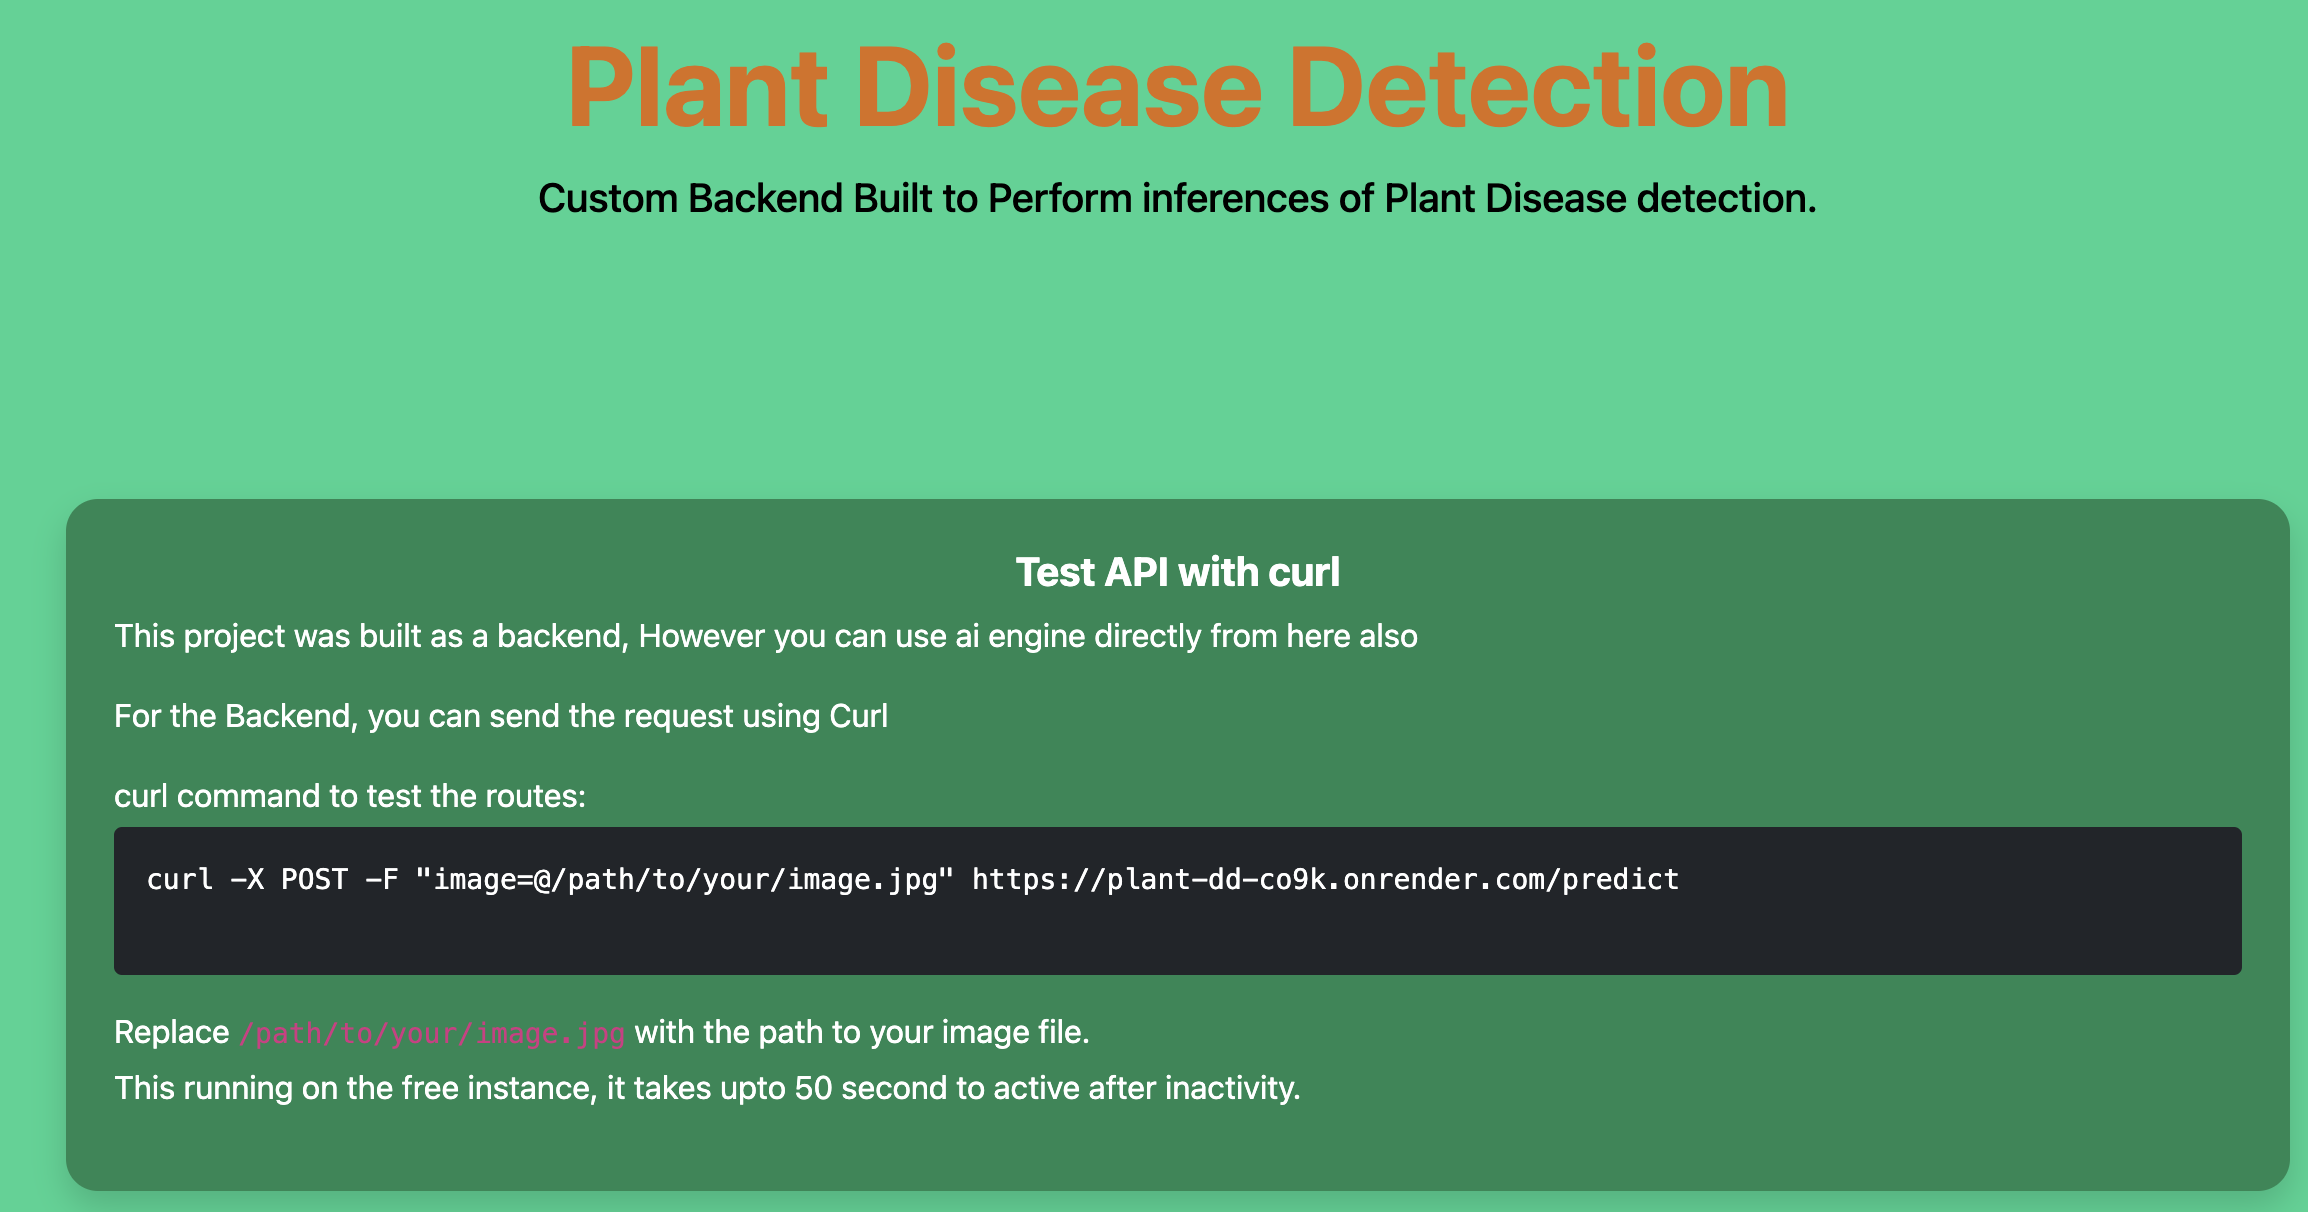 Plant Disease Detection
Custom Backend Built to Perform inferences of Plant Disease detection.
Test API with curl
This project was built as a backend, However you can use ai engine directly from here also
For the Backend, you can send the request using Curl
curl command to test the routes:
curl -X POST -F "image=@/path/to/your/image.jpg" https://plant-dd-co9k.onrender.com/predict
Replace /path/to/your/image.jpg with the path to your image file.
This running on the free instance, it takes upto 50 second to active after inactivity.